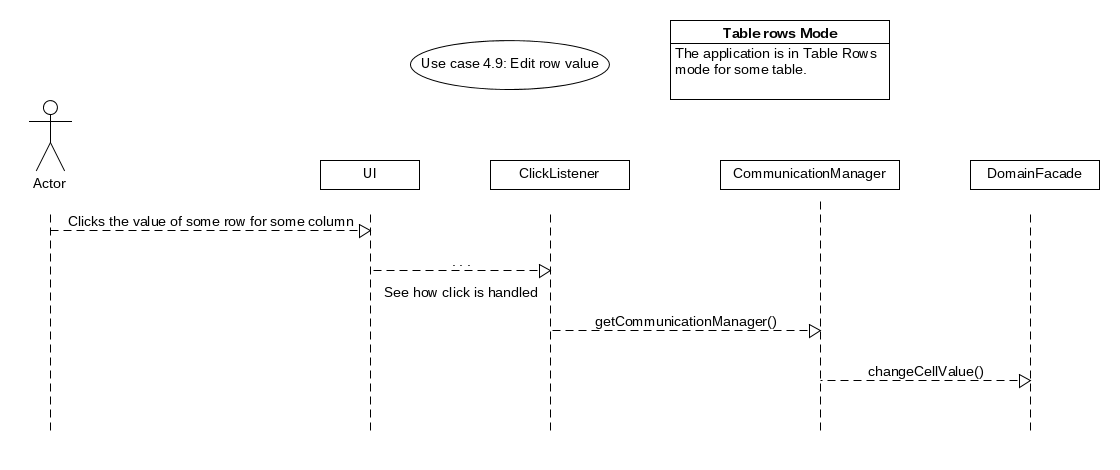 Table rows Mode
Use case 4.9: Edit row value
The application is in Table Rows
mode for some table.
Actor
UI
ClickListener
CommunicationManager
DomainFacade
Clicks the value of some row for some column
. . .
See how click is handled
getCommunicationManager()
changeCellValue()